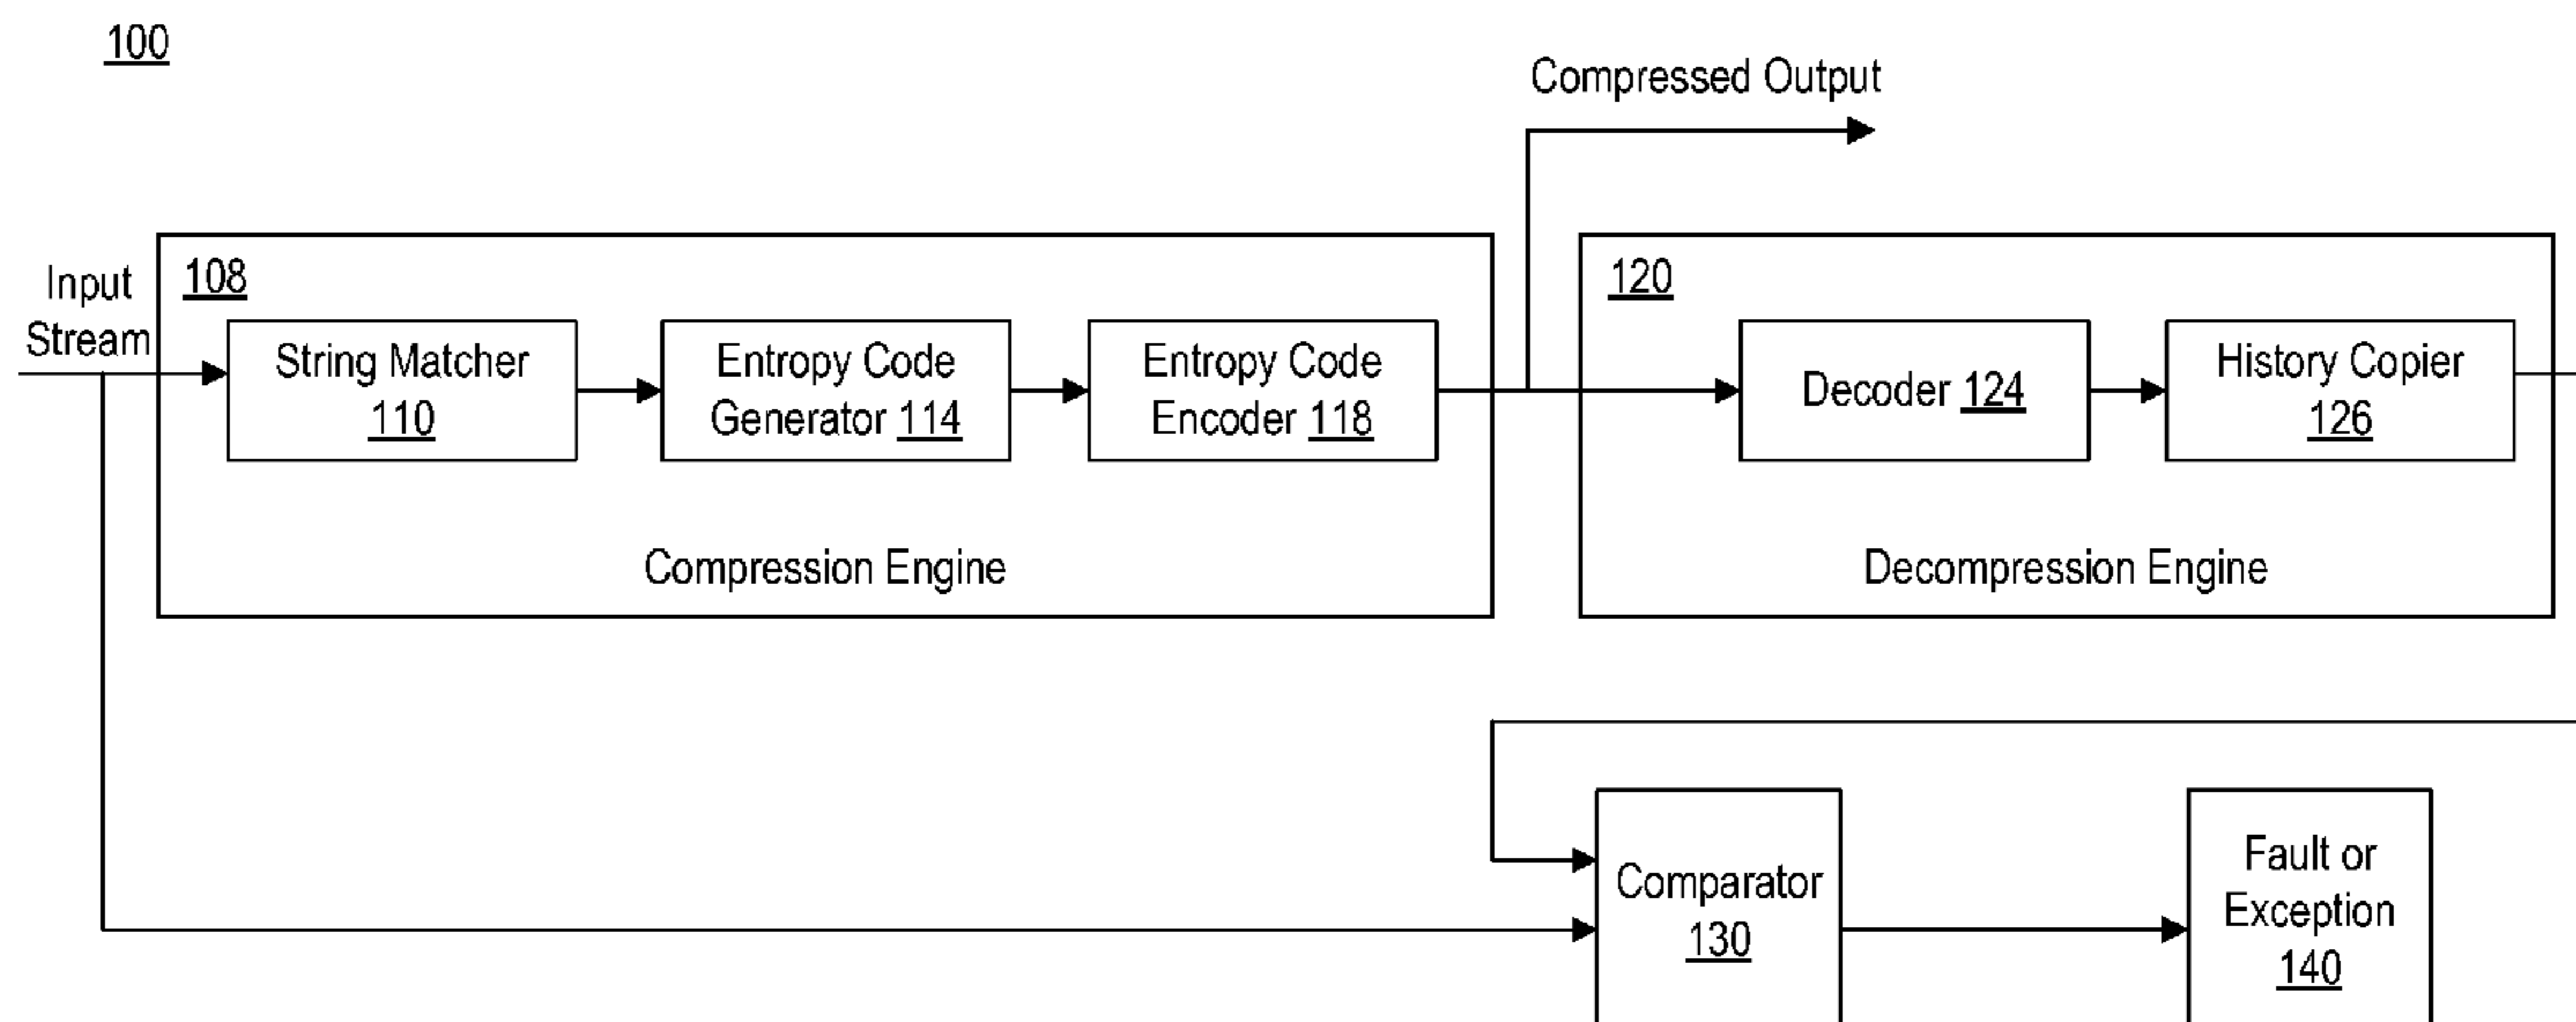 100
Compressed Output
Input
Stream
108
String Matcher
110
Entropy Code
Generator 114
Entropy Code
Encoder 118
Compression Engine
120
Decoder 124
History Copier
126
Decompression Engine
Comparator
130
Fault or
Exception
140